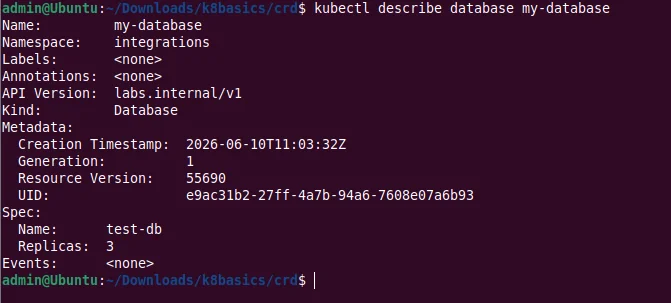 admin@Ubuntu:~/Downloads/k8basics/crd$ kubectl describe database my-database
Name:         my-database
Namespace:    integrations
Labels:       <none>
Annotations:  <none>
API Version:  labs.internal/v1
Kind:         Database
Metadata:
  Creation Timestamp:  2026-06-10T11:03:32Z
  Generation:          1
  Resource Version:    55690
  UID:                 e9ac31b2-27ff-4a7b-94a6-7608e07a6b93
Spec:
  Name:      test-db
  Replicas:  3
Events:      <none>
admin@Ubuntu:~/Downloads/k8basics/crd$